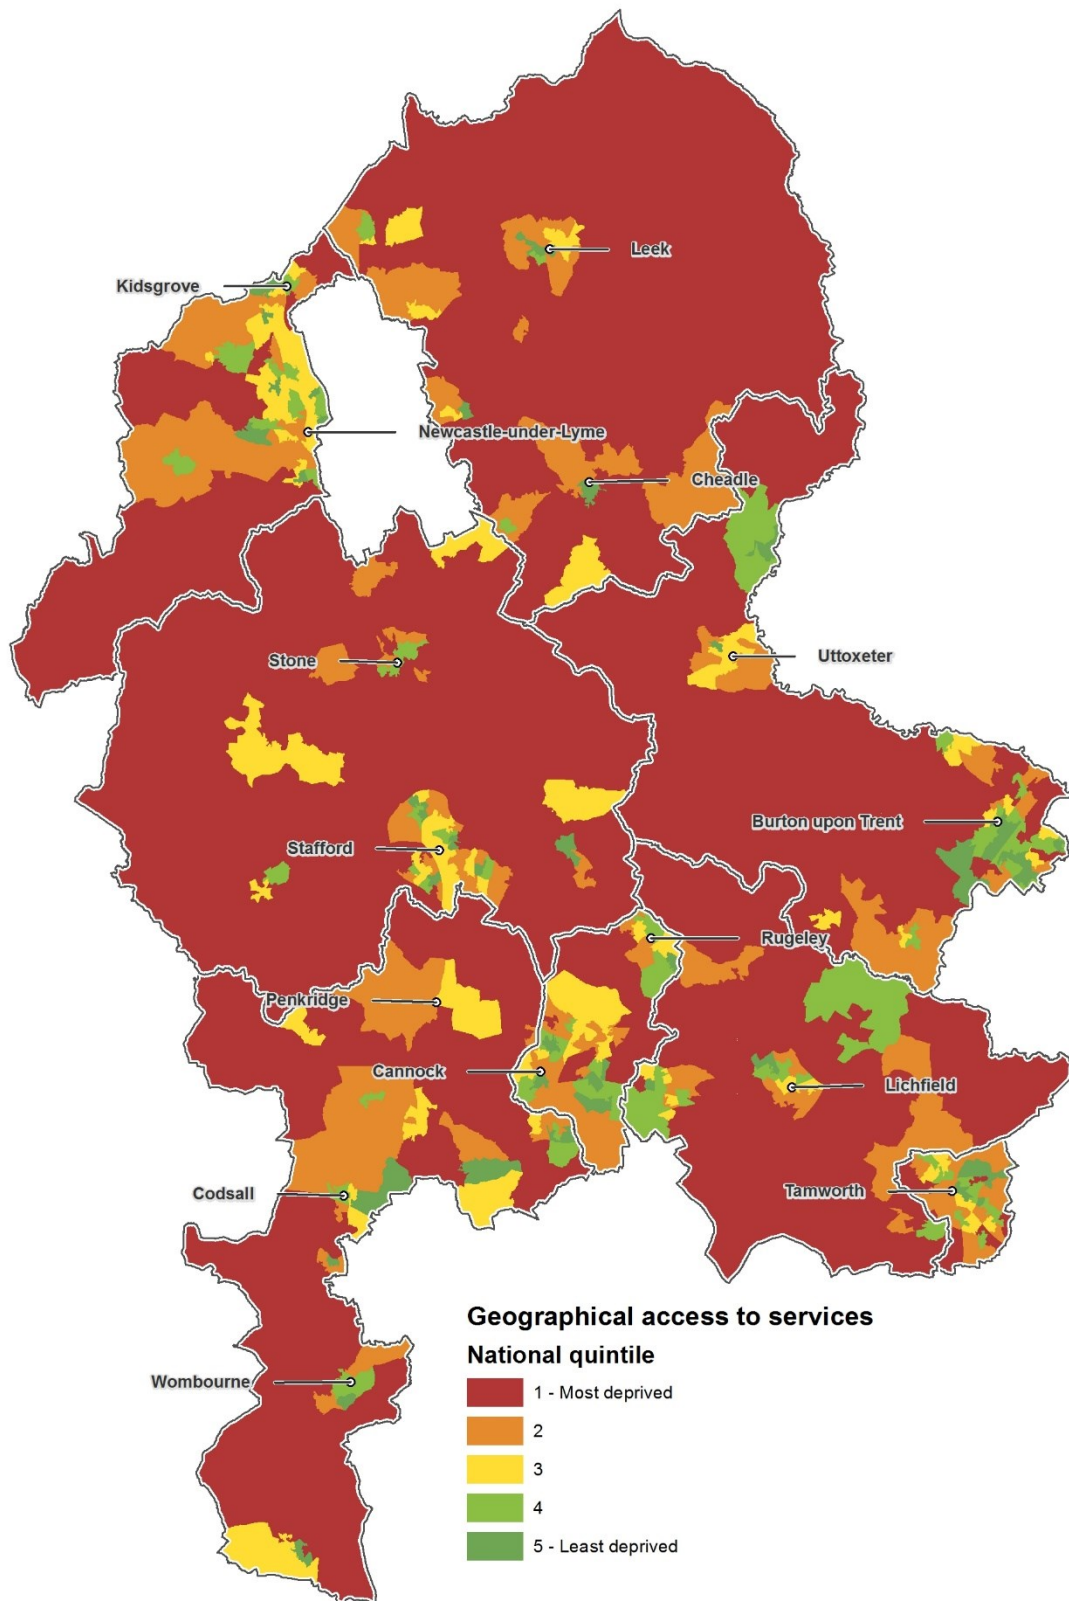 Leek
Kidsgrove
Newcastle-under-Lyme
Cheadle
Stone
Uttoxeter
Burton upon Trent
Stafford
Rugeley
Penkridge
Cannock
Lichfield
Codsall
Tamworth
Wombourne
Geographical access to services
National quintile
1 - Most deprived
2
3
4
5 - Least deprived